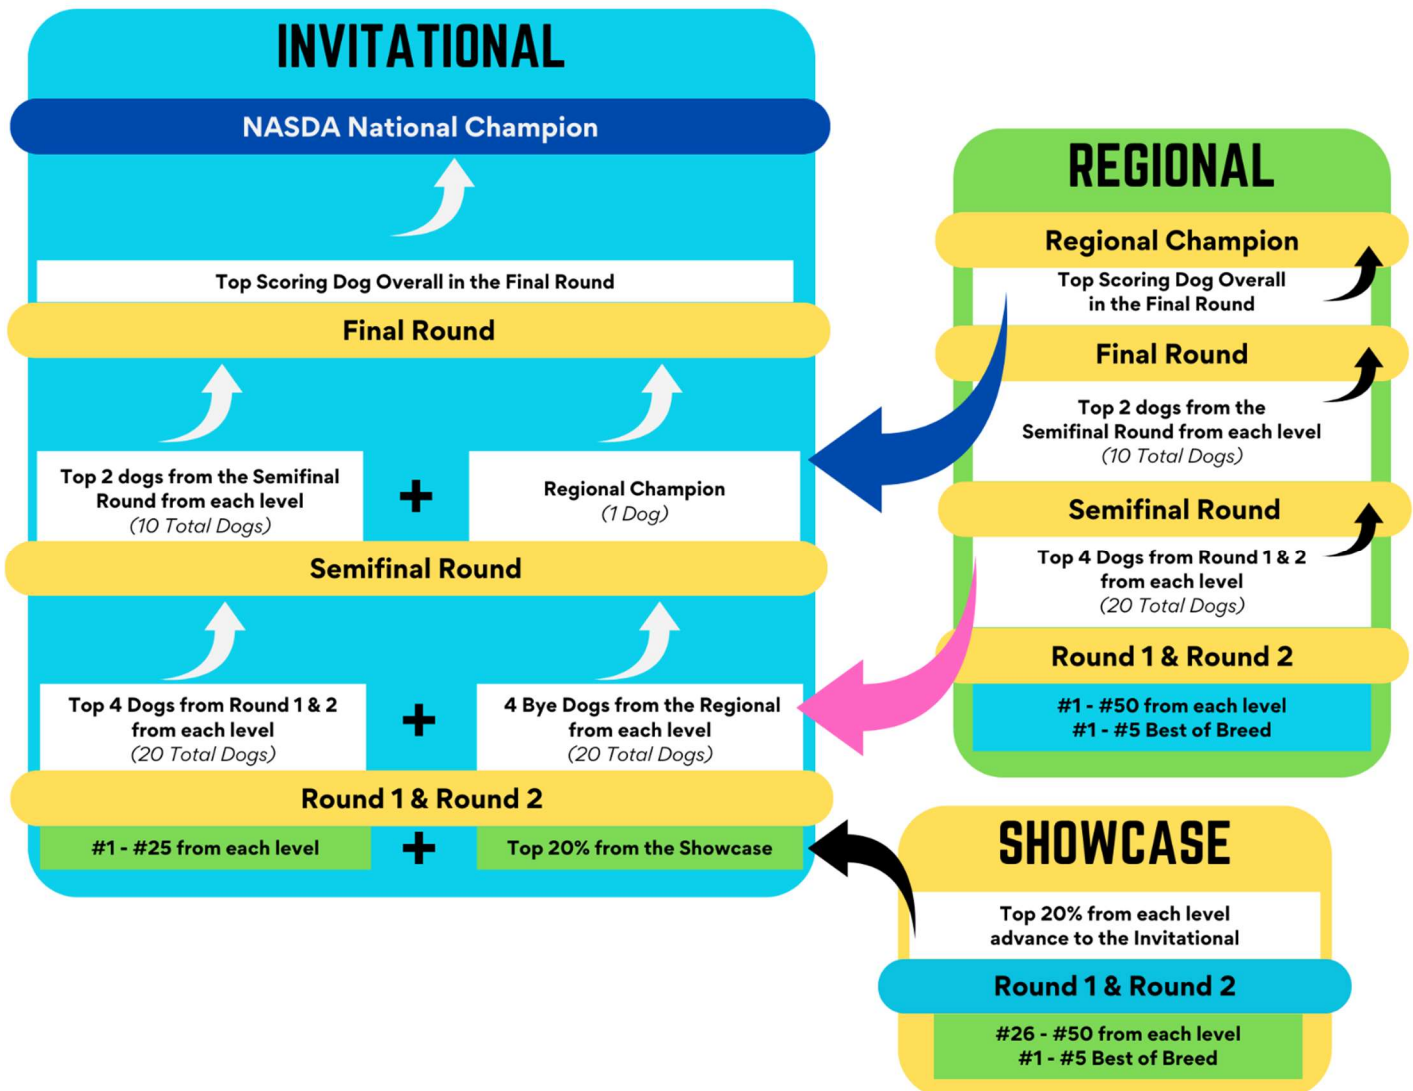 INVITATIONAL
NASDA National Champion
Top Scoring Dog Overall in the Final Round
Final Round
Top 2 dogs from the Semifinal
Round from each level
(10 Total Dogs)
+
Regional Champion
(1 Dog)
Semifinal Round
Top 4 Dogs from Round 1 & 2
from each level
(20 Total Dogs)
+
4 Bye Dogs from the Regional
from each level
(20 Total Dogs)
Round 1 & Round 2
#1 - #25 from each level
+
Top 20% from the Showcase
REGIONAL
Regional Champion
Top Scoring Dog Overall
in the Final Round
Final Round
Top 2 dogs from the
Semifinal Round from each level
(10 Total Dogs)
Semifinal Round
Top 4 Dogs from Round 1 & 2
from each level
(20 Total Dogs)
Round 1 & Round 2
#1 - #50 from each level
#1 - #5 Best of Breed
SHOWCASE
Top 20% from each level
advance to the Invitational
Round 1 & Round 2
#26 - #50 from each level
#1 - #5 Best of Breed